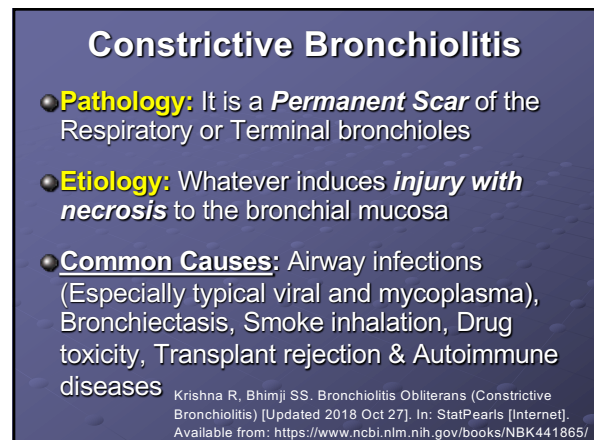 Constrictive Bronchiolitis
Pathology: It is a Permanent Scar of the
Respiratory or Terminal bronchioles
Etiology: Whatever induces injury with
necrosis to the bronchial mucosa
Common Causes: Airway infections
(Especially typical viral and mycoplasma),
Bronchiectasis, Smoke inhalation, Drug
toxicity, Transplant rejection & Autoimmune
diseases
Krishna R, Bhimji SS. Bronchiolitis Obliterans (Constrictive
Bronchiolitis) [Updated 2018 Oct 27]. In: StatPearls [Internet].
Available from: https://www.ncbi.nlm.nih.gov/books/NBK441865/